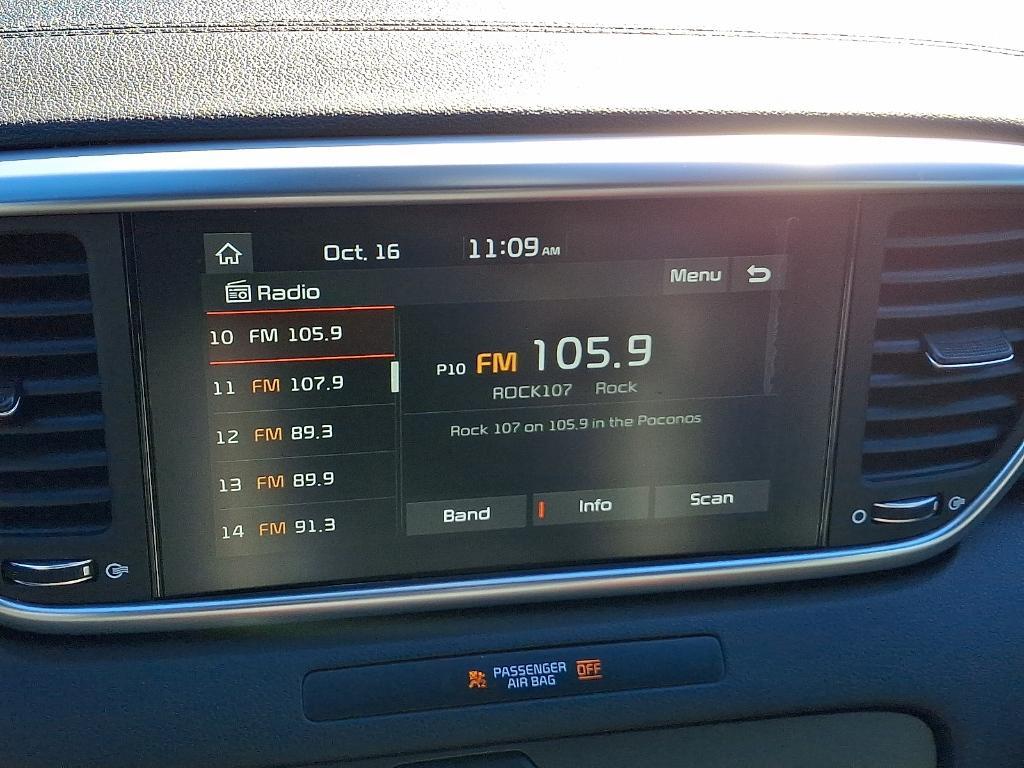 Oct. 16 11:09 AM
Radio
Menu
10 FM 105.9
11 FM 107.9
12 FM 89.3
13 FM 89.9
14 FM 91.3
P10 FM 105.9
ROCK107 Rock
Rock 107 on 105.9 in the Poconos
Band Info Scan
PASSENGER
AIR BAG
OFF